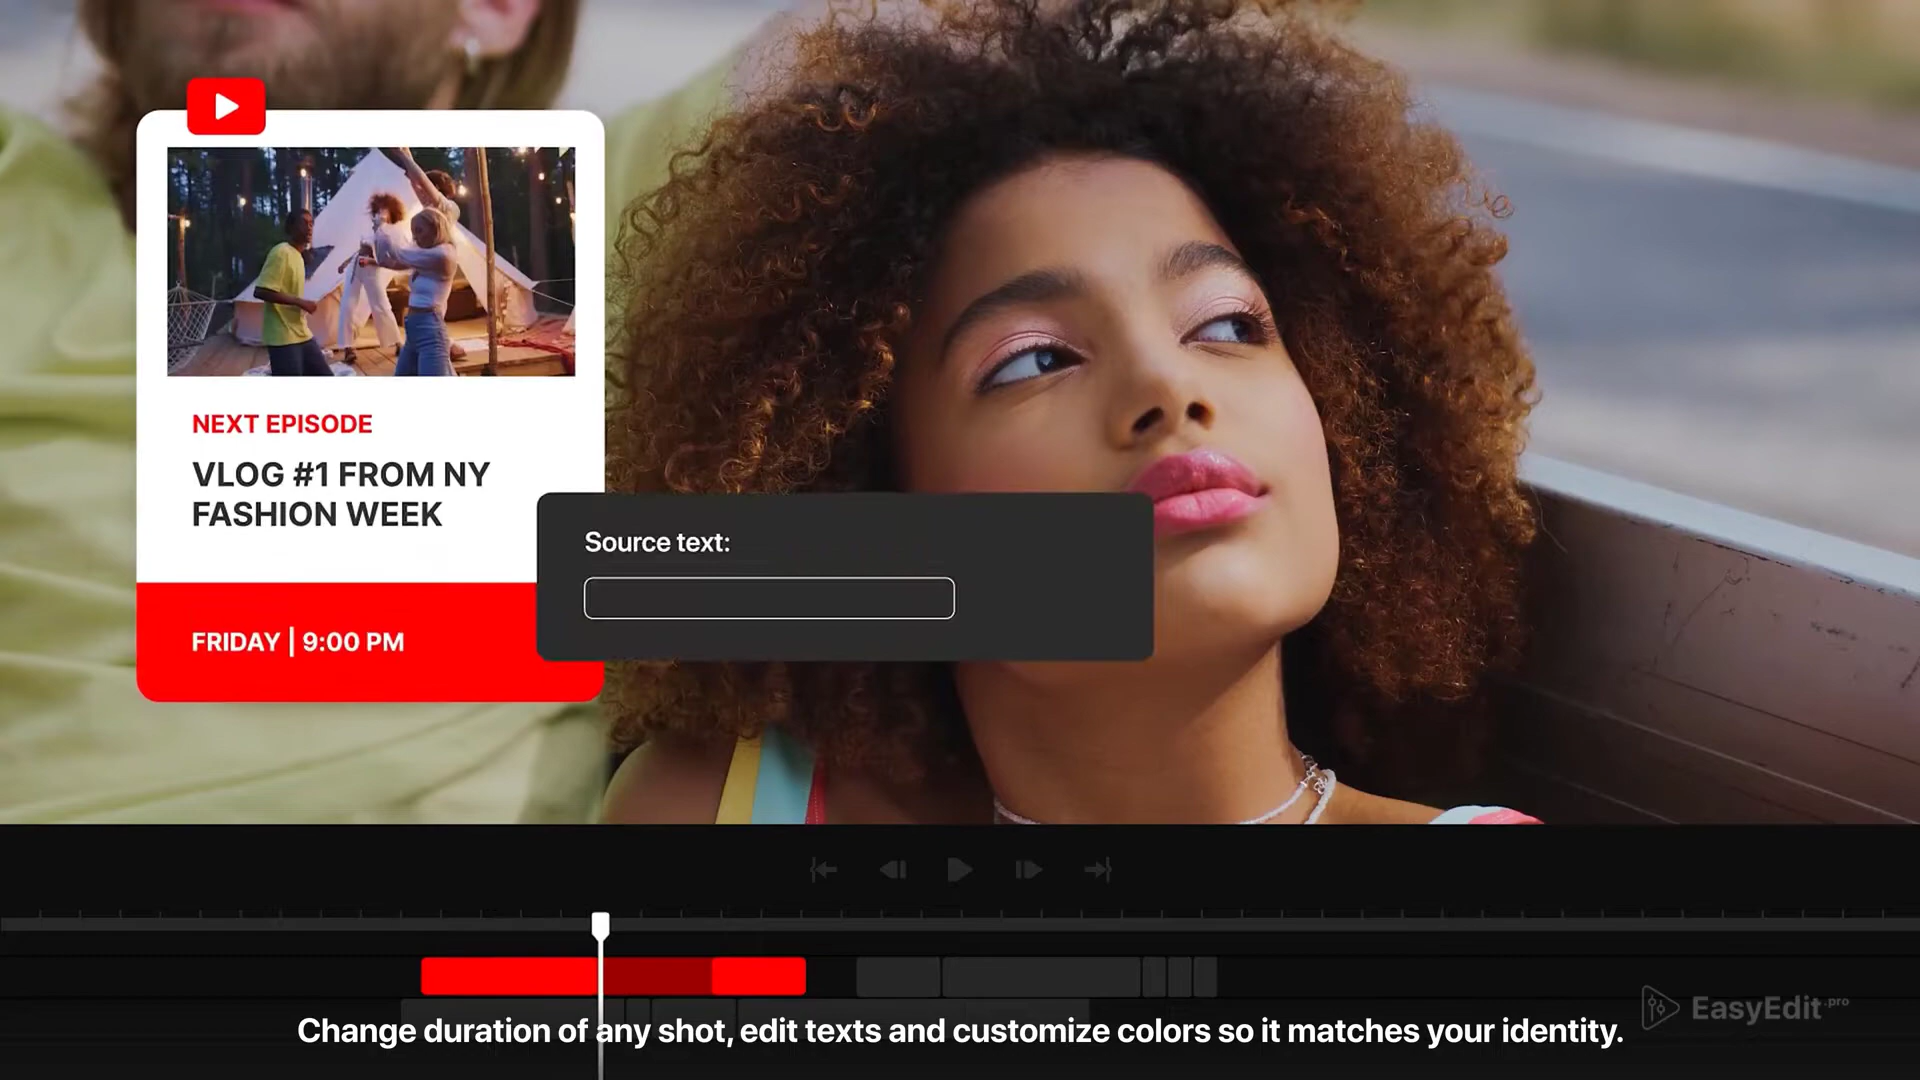 NEXT EPISODE
VLOG #1 FROM NY
FASHION WEEK
FRIDAY | 9:00 PM
Source text:
EasyEdit.pro
Change duration of any shot, edit texts and customize colors so it matches your identity.